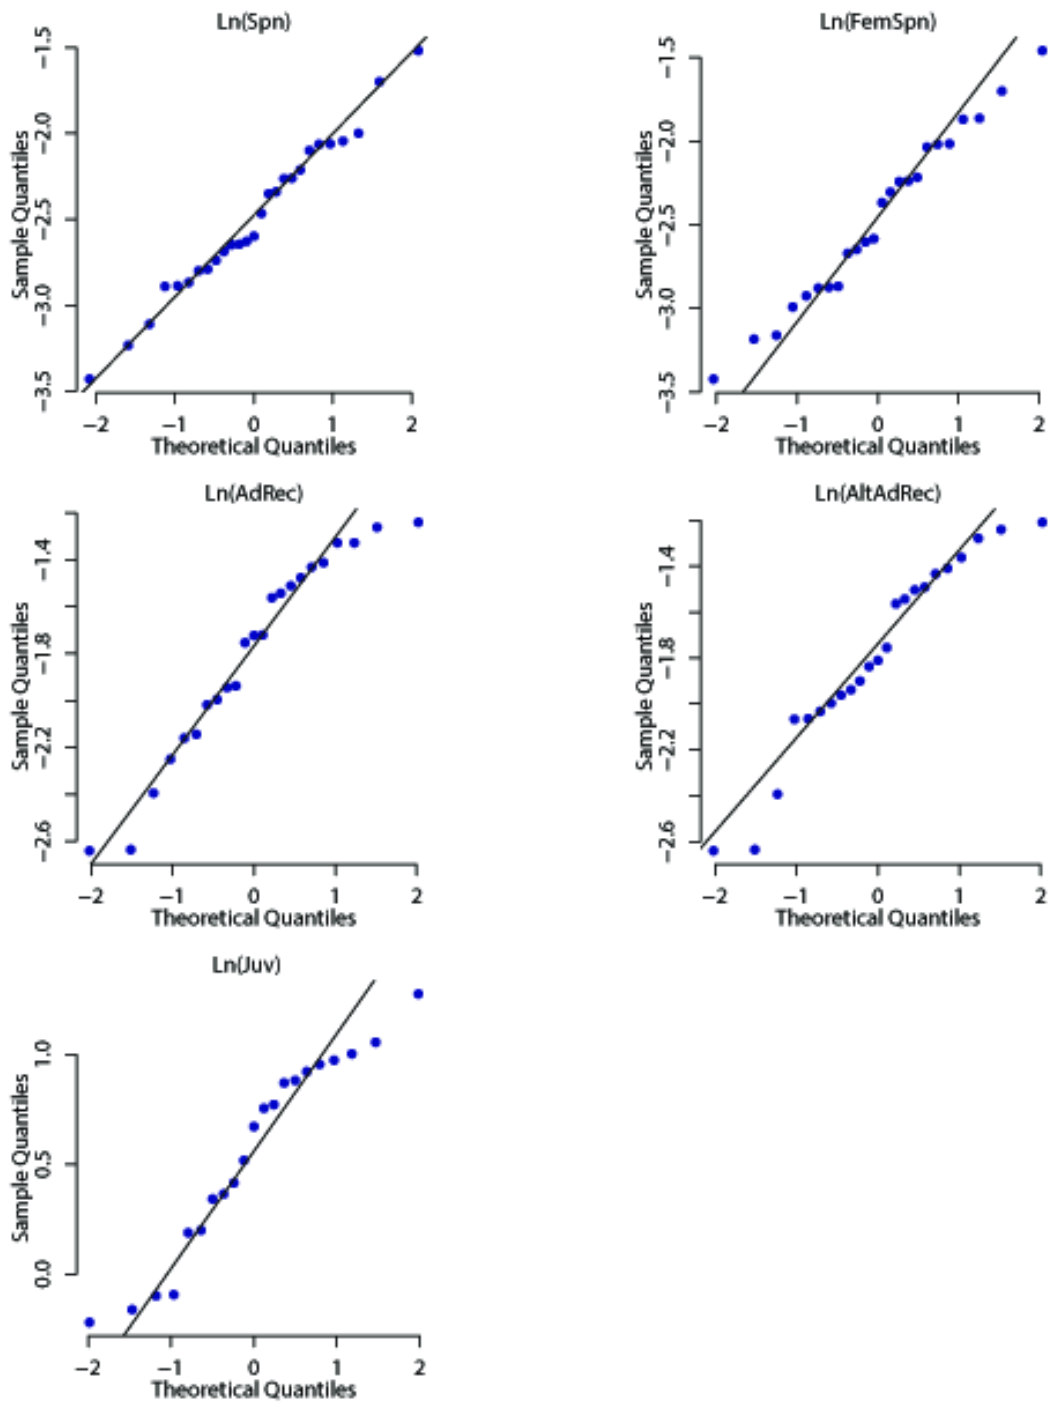 Ln(Spn)
Sample Quantiles
−1.5
−2.0
−2.5
−3.0
−3.5
−2 −1 0 1 2
Theoretical Quantiles
Ln(FemSpn)
Sample Quantiles
−1.5
−2.0
−2.5
−3.0
−3.5
−2 −1 0 1 2
Theoretical Quantiles
Ln(AdRec)
Sample Quantiles
−1.4
−1.8
−2.2
−2.6
−2 −1 0 1 2
Theoretical Quantiles
Ln(AltAdRec)
Sample Quantiles
−1.4
−1.8
−2.2
−2.6
−2 −1 0 1 2
Theoretical Quantiles
Ln(Juv)
Sample Quantiles
1.0
0.5
0.0
−2 −1 0 1 2
Theoretical Quantiles